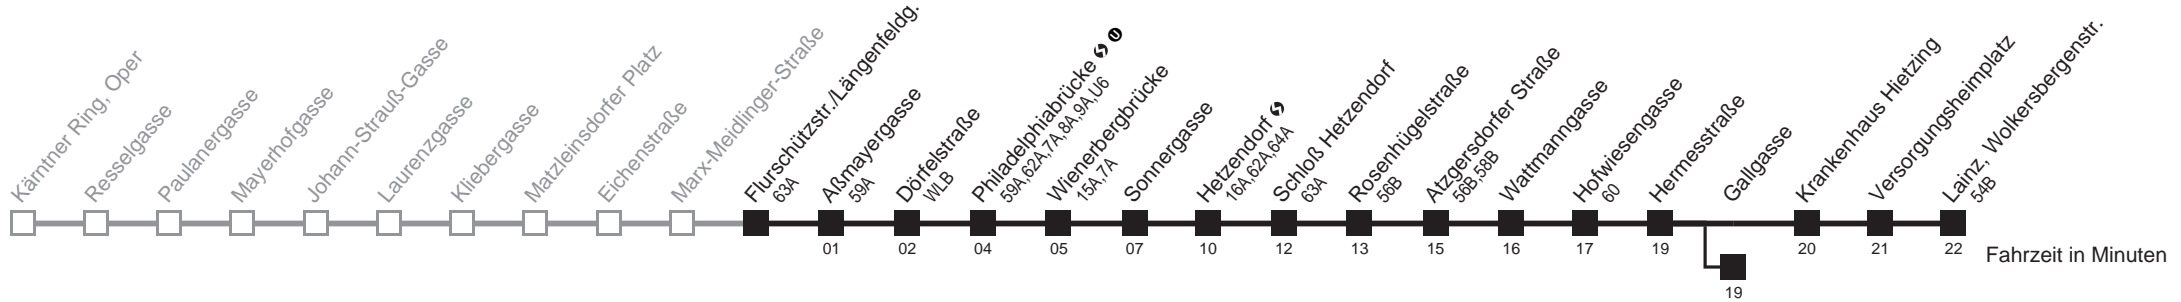 Kärntner Ring, Oper
Resselgasse
Paulanergasse
Mayerhofgasse
Johann-Strauß-Gasse
Laurenzgasse
Kliebergasse
Matzleinsdorfer Platz
Eichenstraße
Marx-Meidlinger-Straße
Flurschützstr./Längenfeldg.
63A
Aßmayergasse
59A
Dörfelstraße
WLB
Philadelphiabrücke S U
59A,62A,7A,8A,9A,U6
Wienerbergbrücke
15A,7A
Sonnergasse
Hetzendorf S
16A,62A,64A
Schloß Hetzendorf
63A
Rosenhügelstraße
56B
Atzgersdorfer Straße
56B,58B
Wattmanngasse
Hofwiesengasse
60
Hermesstraße
Gallgasse
Krankenhaus Hietzing
Versorgungsheimplatz
Lainz, Wolkersbergenstr.
54B
01 02 04 05 07 10 12 13 15 16 17 19 20 21 22
Fahrzeit in Minuten
19